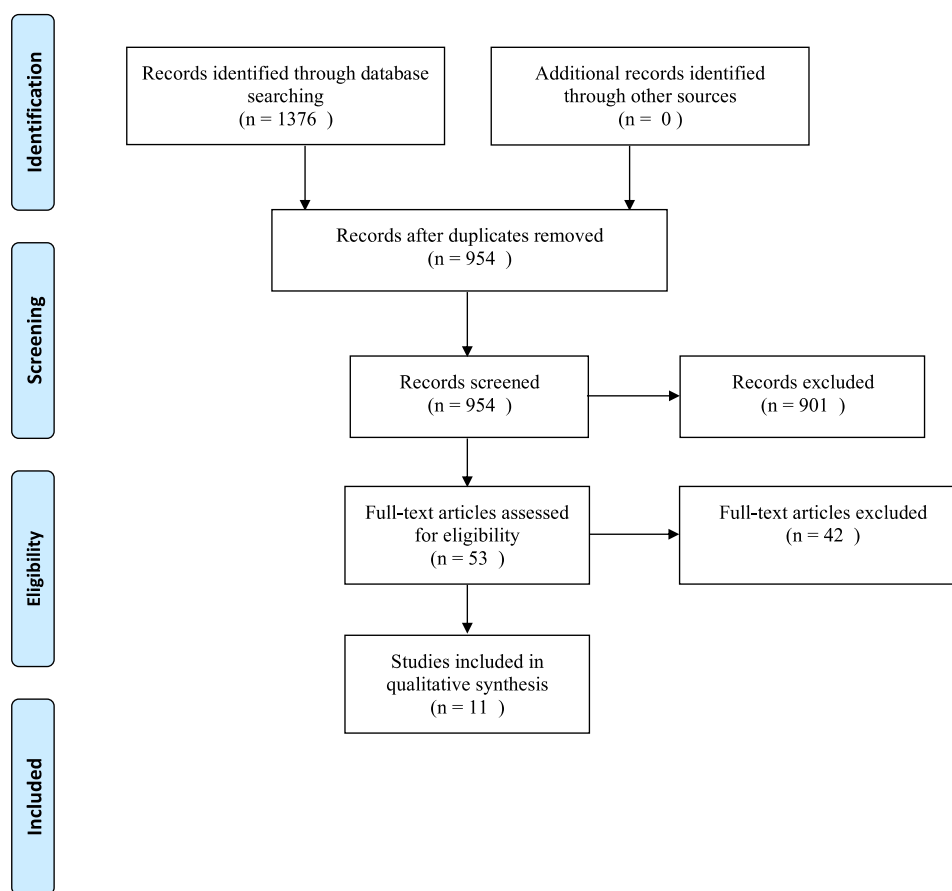 Identification
Records identified through database
searching
(n = 1376  )
Additional records identified
through other sources
(n =  0 )
Records after duplicates removed
(n = 954  )
Screening
Records screened
(n = 954  )
Records excluded
(n = 901  )
Eligibility
Full-text articles assessed
for eligibility
(n = 53  )
Full-text articles excluded
(n = 42  )
Studies included in
qualitative synthesis
(n = 11  )
Included